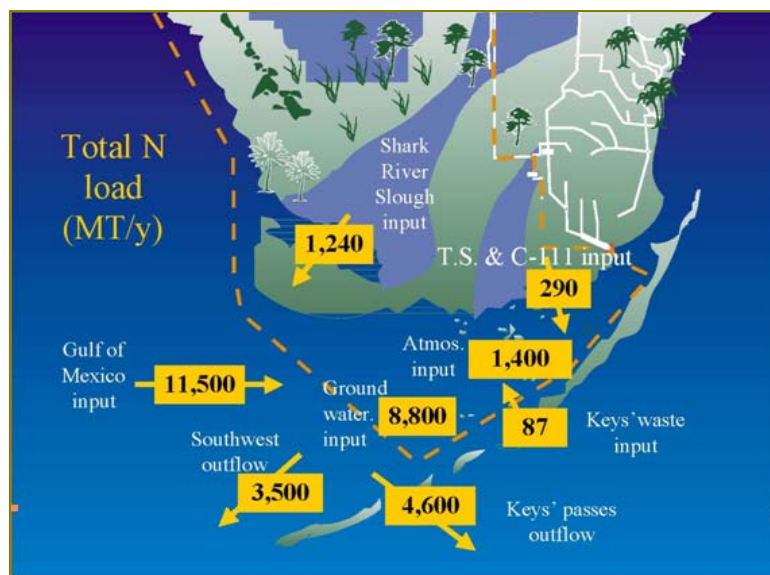 Total N
load
(MT/y)
Shark
River
Slough
input
1,240
T.S. & C-111 input
290
Gulf of
Mexico
input
11,500
Atmos.
input
1,400
Ground
water.
input
8,800
87
Keys' waste
input
Southwest
outflow
3,500
4,600
Keys' passes
outflow